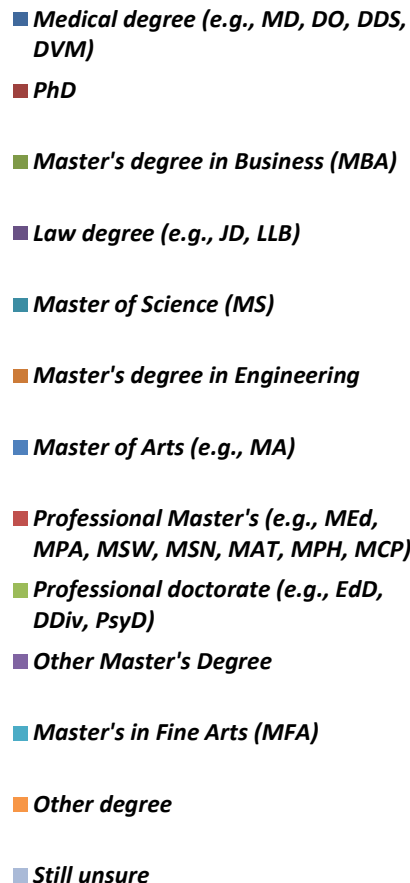 Medical degree (e.g., MD, DO, DDS,
DVM)
PhD
Master's degree in Business (MBA)
Law degree (e.g., JD, LLB)
Master of Science (MS)
Master's degree in Engineering
Master of Arts (e.g., MA)
Professional Master's (e.g., MEd,
MPA, MSW, MSN, MAT, MPH, MCP)
Professional doctorate (e.g., EdD,
DDiv, PsyD)
Other Master's Degree
Master's in Fine Arts (MFA)
Other degree
Still unsure